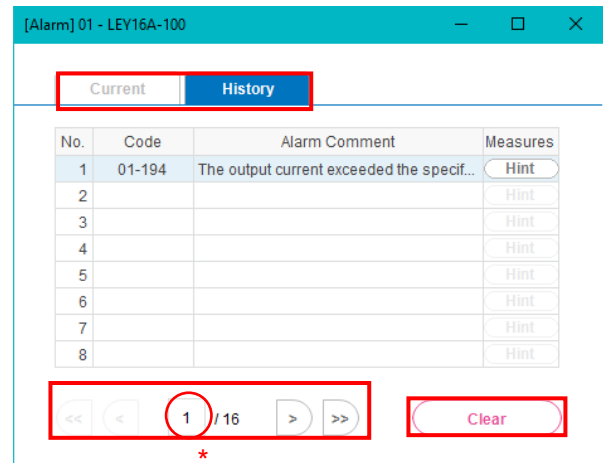 [Alarm] 01 - LEY16A-100
Current History
No. Code Alarm Comment Measures
1 01-194 The output current exceeded the specif... Hint
2 Hint
3 Hint
4 Hint
5 Hint
6 Hint
7 Hint
8 Hint
<< < 1 / 16 > >> Clear
*